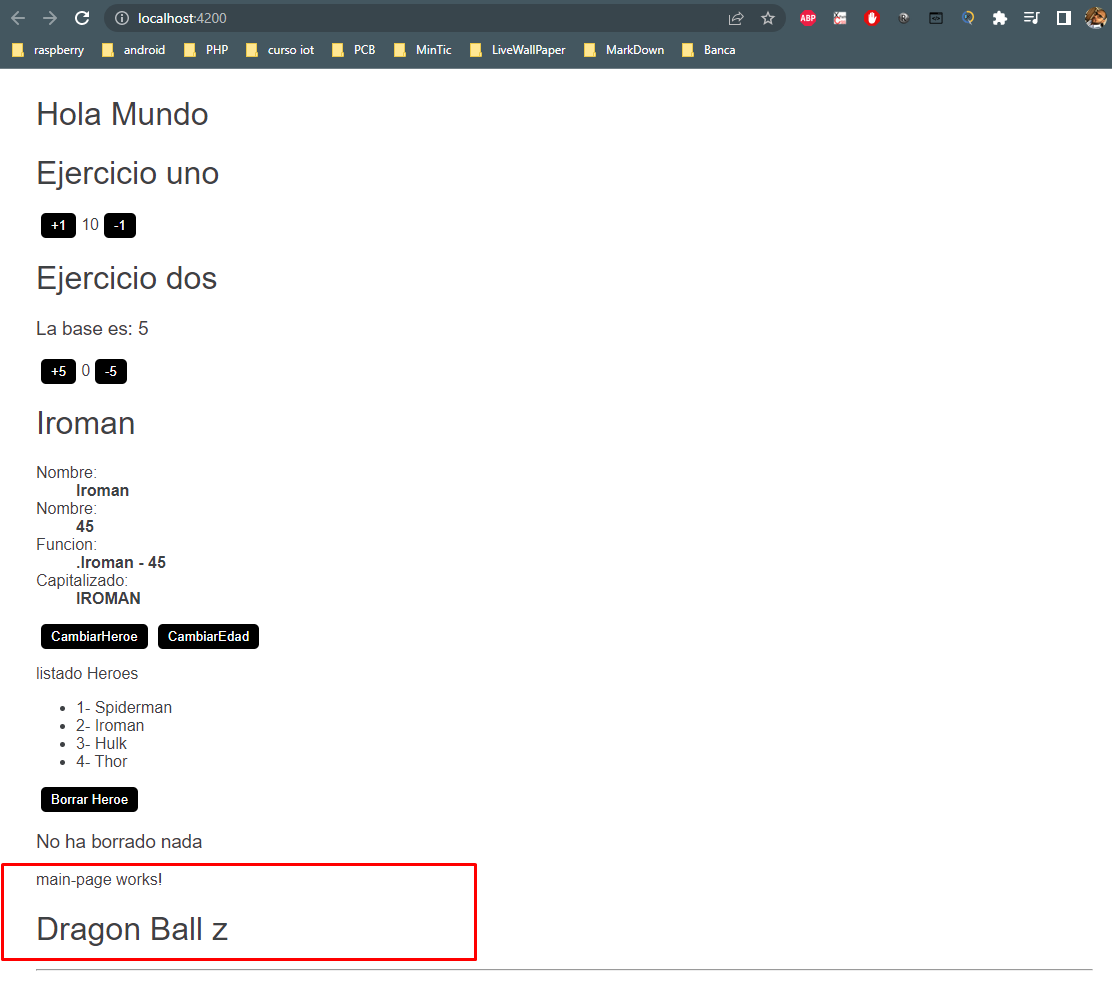 localhost:4200
ABP
raspberry android PHP curso iot PCB MinTic LiveWallPaper MarkDown Banca
Hola Mundo
Ejercicio uno
+1 10 -1
Ejercicio dos
La base es: 5
+5 0 -5
Iroman
Nombre:
Iroman
Nombre:
45
Funcion:
.Iroman - 45
Capitalizado:
IROMAN
CambiarHeroe CambiarEdad
listado Heroes
1- Spiderman
2- Iroman
3- Hulk
4- Thor
Borrar Heroe
No ha borrado nada
main-page works!
Dragon Ball z